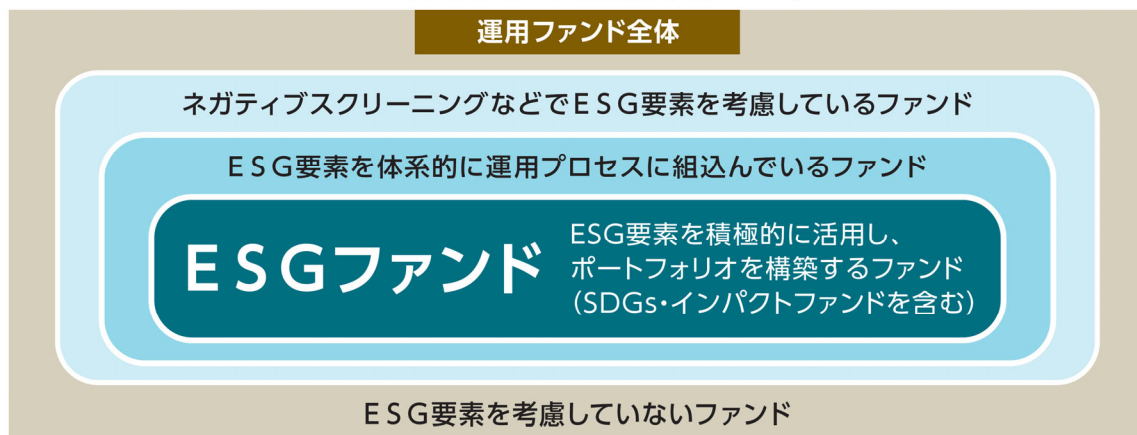 運用ファンド全体
ネガティブスクリーニングなどでESG要素を考慮しているファンド
ESG要素を体系的に運用プロセスに組込んでいるファンド
ESGファンド
ESG要素を積極的に活用し、
ポートフォリオを構築するファンド
(SDGs・インパクトファンドを含む)
ESG要素を考慮していないファンド